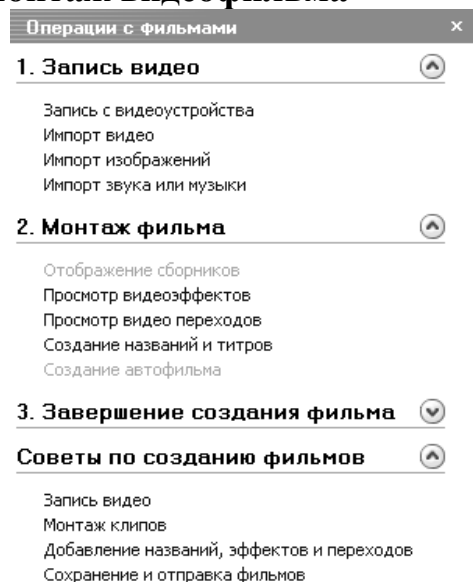 монтаж видеофильма
Операции с фильмами
1. Запись видео
Запись с видеоустройства
Импорт видео
Импорт изображений
Импорт звука или музыки
2. Монтаж фильма
Отображение сборников
Просмотр видеоэффектов
Просмотр видео переходов
Создание названий и титров
Создание автофильма
3. Завершение создания фильма
Советы по созданию фильмов
Запись видео
Монтаж клипов
Добавление названий, эффектов и переходов
Сохранение и отправка фильмов